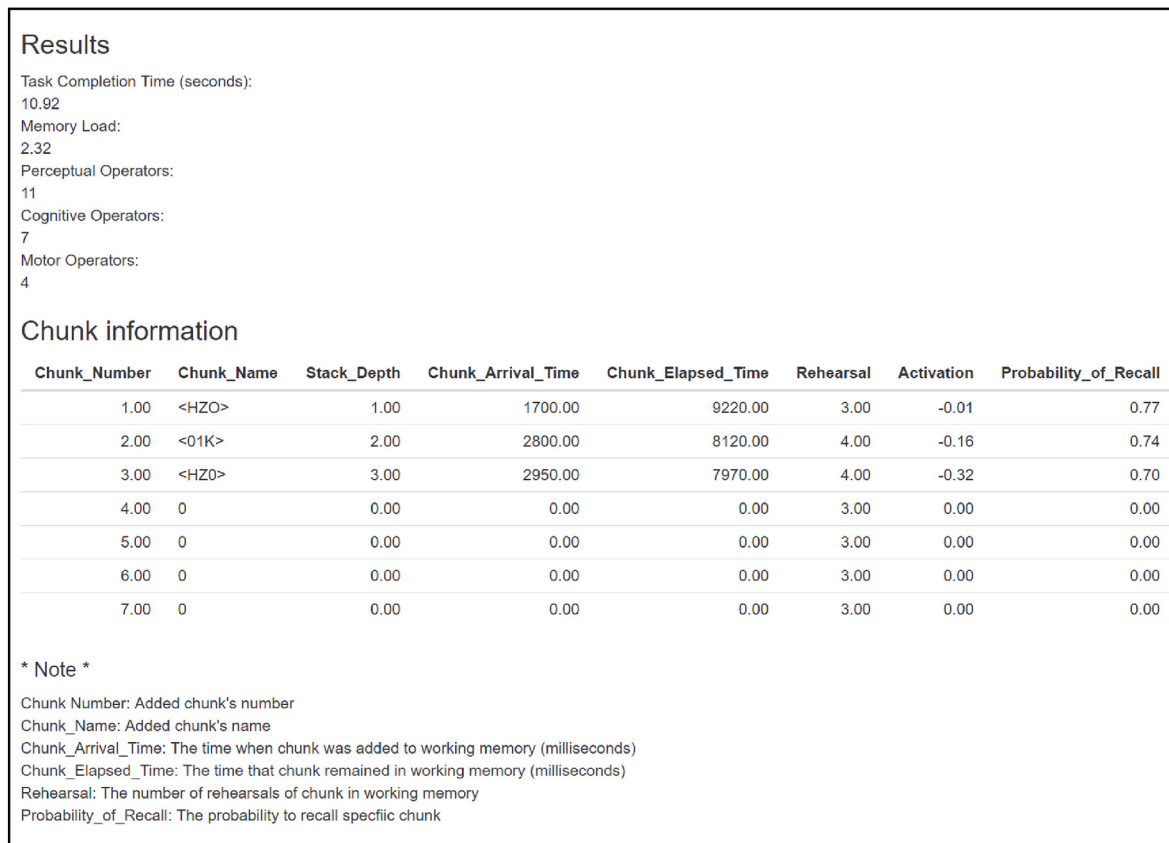 Results
Task Completion Time (seconds):
10.92
Memory Load:
2.32
Perceptual Operators:
11
Cognitive Operators:
7
Motor Operators:
4
Chunk information
Chunk_Number Chunk_Name Stack_Depth Chunk_Arrival_Time Chunk_Elapsed_Time Rehearsal Activation Probability_of_Recall
1.00 <HZO> 1.00 1700.00 9220.00 3.00 -0.01 0.77
2.00 <01K> 2.00 2800.00 8120.00 4.00 -0.16 0.74
3.00 <HZ0> 3.00 2950.00 7970.00 4.00 -0.32 0.70
4.00 0 0.00 0.00 0.00 3.00 0.00 0.00
5.00 0 0.00 0.00 0.00 3.00 0.00 0.00
6.00 0 0.00 0.00 0.00 3.00 0.00 0.00
7.00 0 0.00 0.00 0.00 3.00 0.00 0.00
* Note *
Chunk Number: Added chunk's number
Chunk_Name: Added chunk's name
Chunk_Arrival_Time: The time when chunk was added to working memory (milliseconds)
Chunk_Elapsed_Time: The time that chunk remained in working memory (milliseconds)
Rehearsal: The number of rehearsals of chunk in working memory
Probability_of_Recall: The probability to recall specfiic chunk